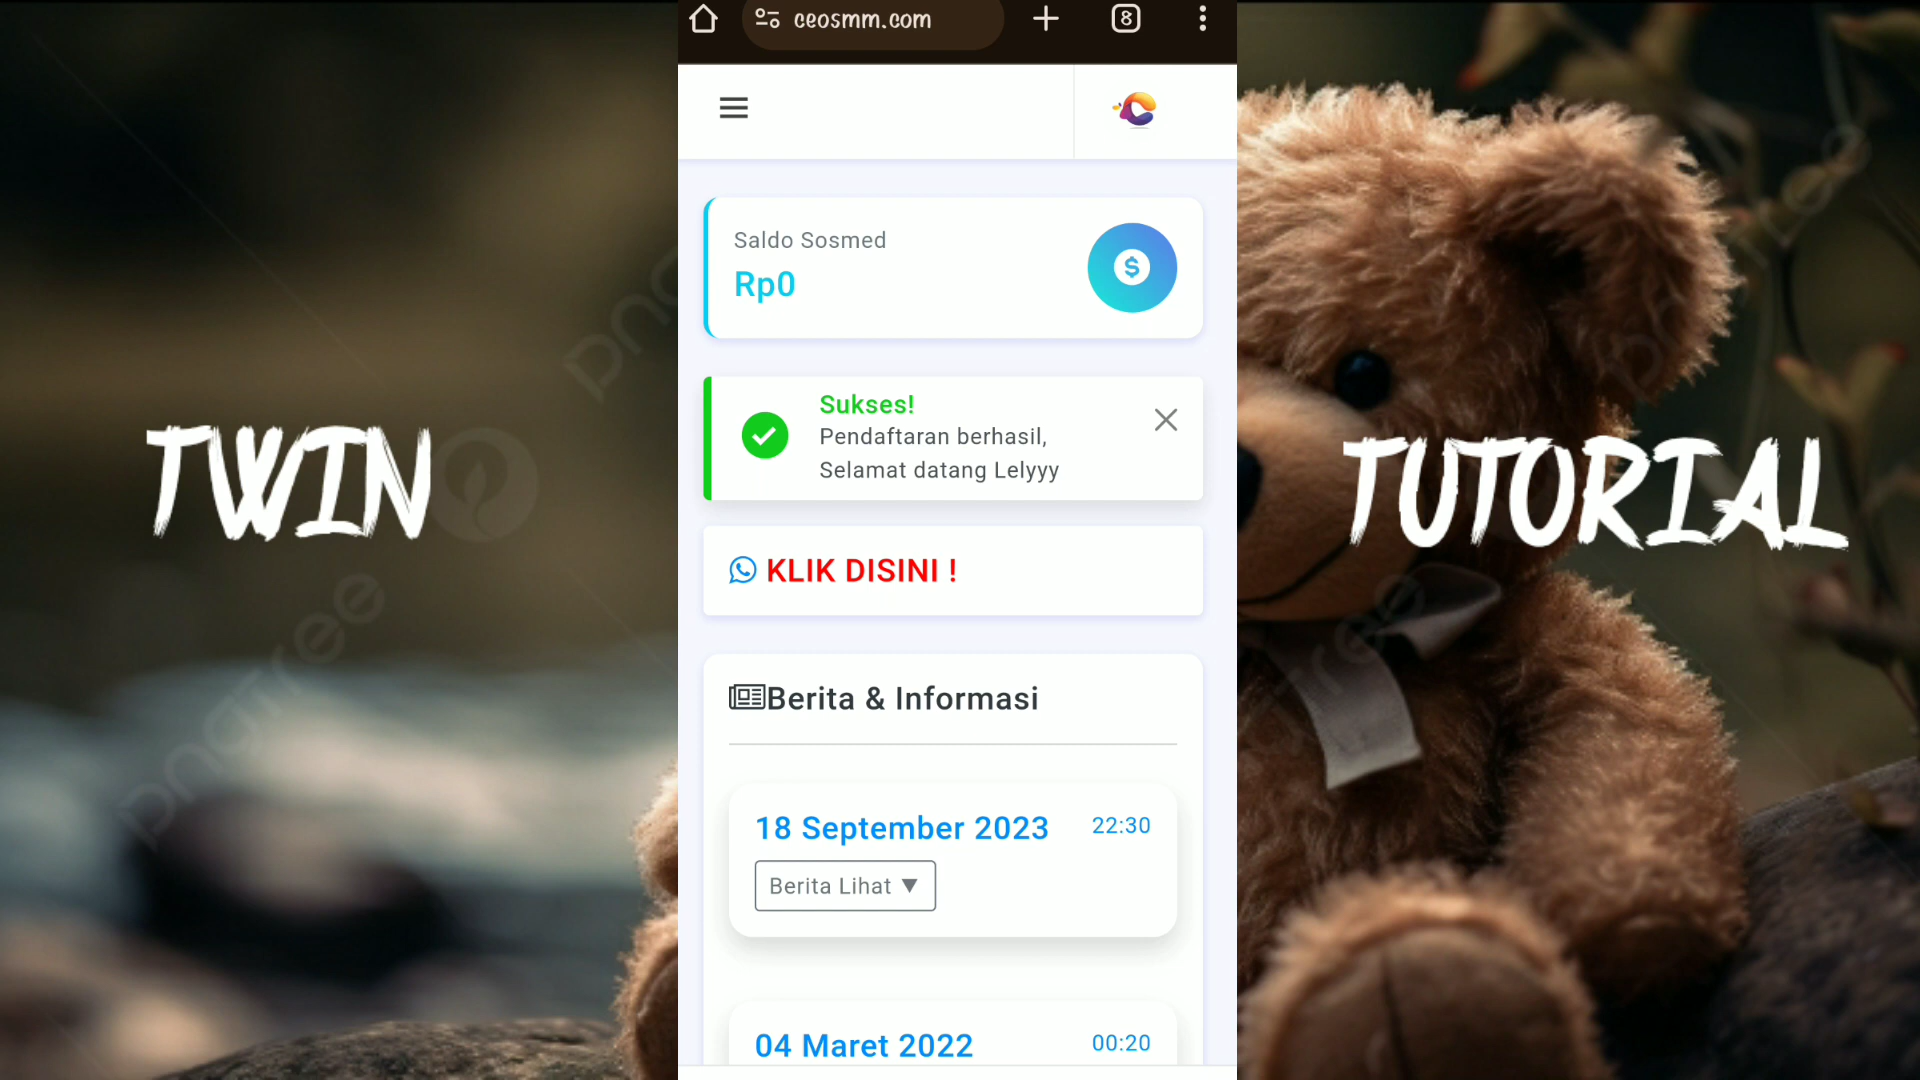 ceosmm.com
8
Saldo Sosmed
Rp0
$
Sukses!
Pendaftaran berhasil,
Selamat datang Lelyyy
TWIN
TUTORIAL
KLIK DISINI !
Berita & Informasi
18 September 2023
22:30
Berita Lihat ▼
04 Maret 2022
00:20
pngtree